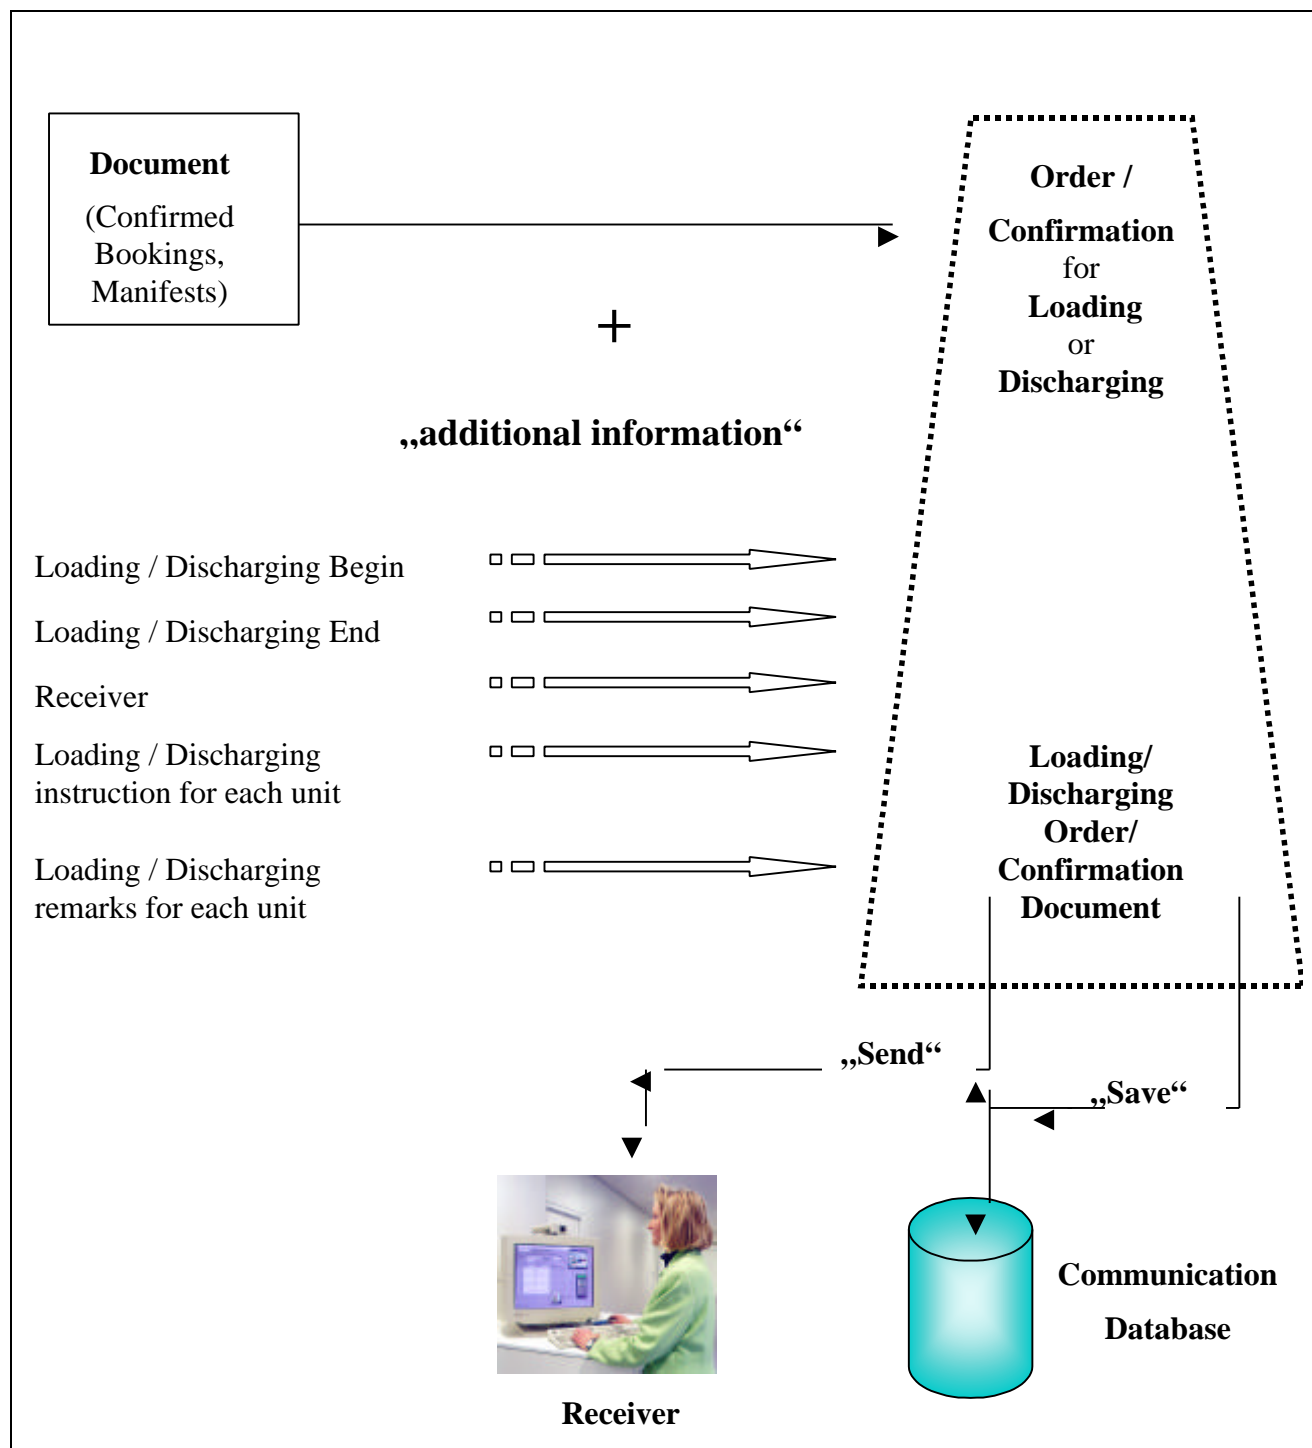 Document
(Confirmed
Bookings,
Manifests)
Order /
Confirmation
for
Loading
or
Discharging
+
„additional information“
Loading / Discharging Begin
Loading / Discharging End
Receiver
Loading / Discharging
instruction for each unit
Loading / Discharging
remarks for each unit
Loading/
Discharging
Order/
Confirmation
Document
„Send“
„Save“
Communication
Database
Receiver